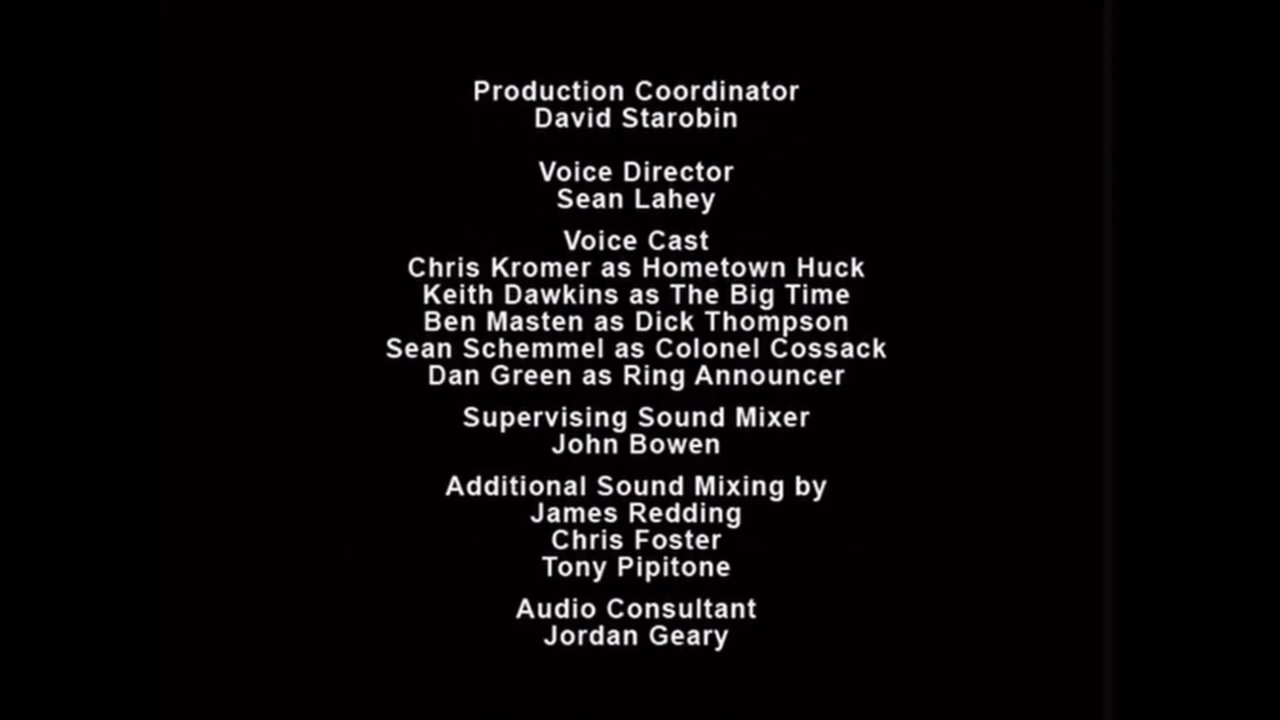 Production Coordinator
David Starobin
Voice Director
Sean Lahey
Voice Cast
Chris Kromer as Hometown Huck
Keith Dawkins as The Big Time
Ben Masten as Dick Thompson
Sean Schemmel as Colonel Cossack
Dan Green as Ring Announcer
Supervising Sound Mixer
John Bowen
Additional Sound Mixing by
James Redding
Chris Foster
Tony Pipitone
Audio Consultant
Jordan Geary